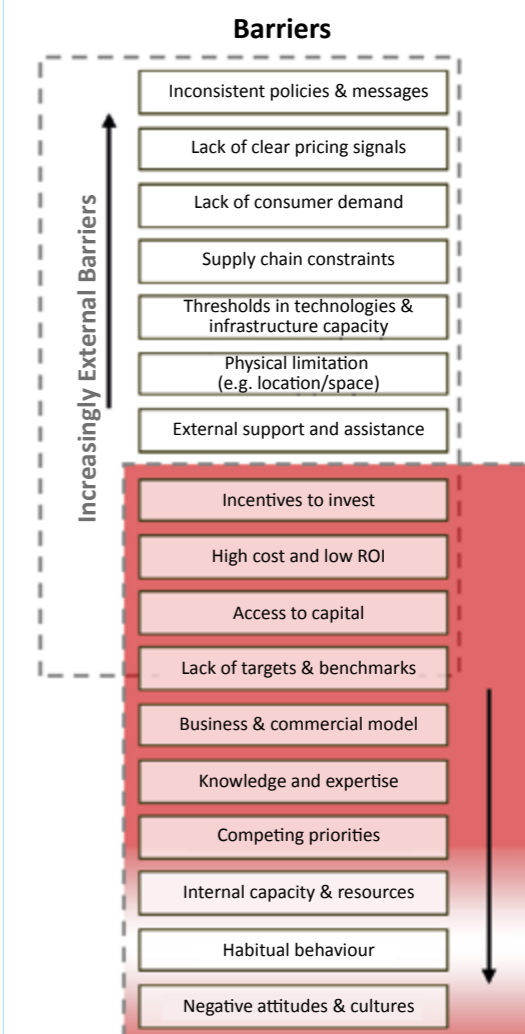 Barriers
Inconsistent policies & messages
Lack of clear pricing signals
Lack of consumer demand
Supply chain constraints
Thresholds in technologies &
infrastructure capacity
Physical limitation
(e.g. location/space)
External support and assistance
Increasingly External Barriers
Incentives to invest
High cost and low ROI
Access to capital
Lack of targets & benchmarks
Business & commercial model
Knowledge and expertise
Competing priorities
Internal capacity & resources
Habitual behaviour
Negative attitudes & cultures